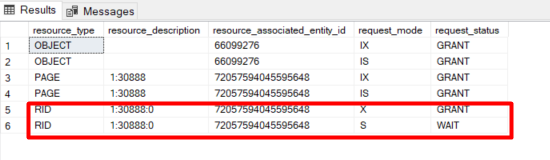 Results Messages
resource_type resource_description resource_associated_entity_id request_mode request_status
1 OBJECT 66099276 IX GRANT
2 OBJECT 66099276 IS GRANT
3 PAGE 1:30888 72057594045595648 IX GRANT
4 PAGE 1:30888 72057594045595648 IS GRANT
5 RID 1:30888:0 72057594045595648 X GRANT
6 RID 1:30888:0 72057594045595648 S WAIT